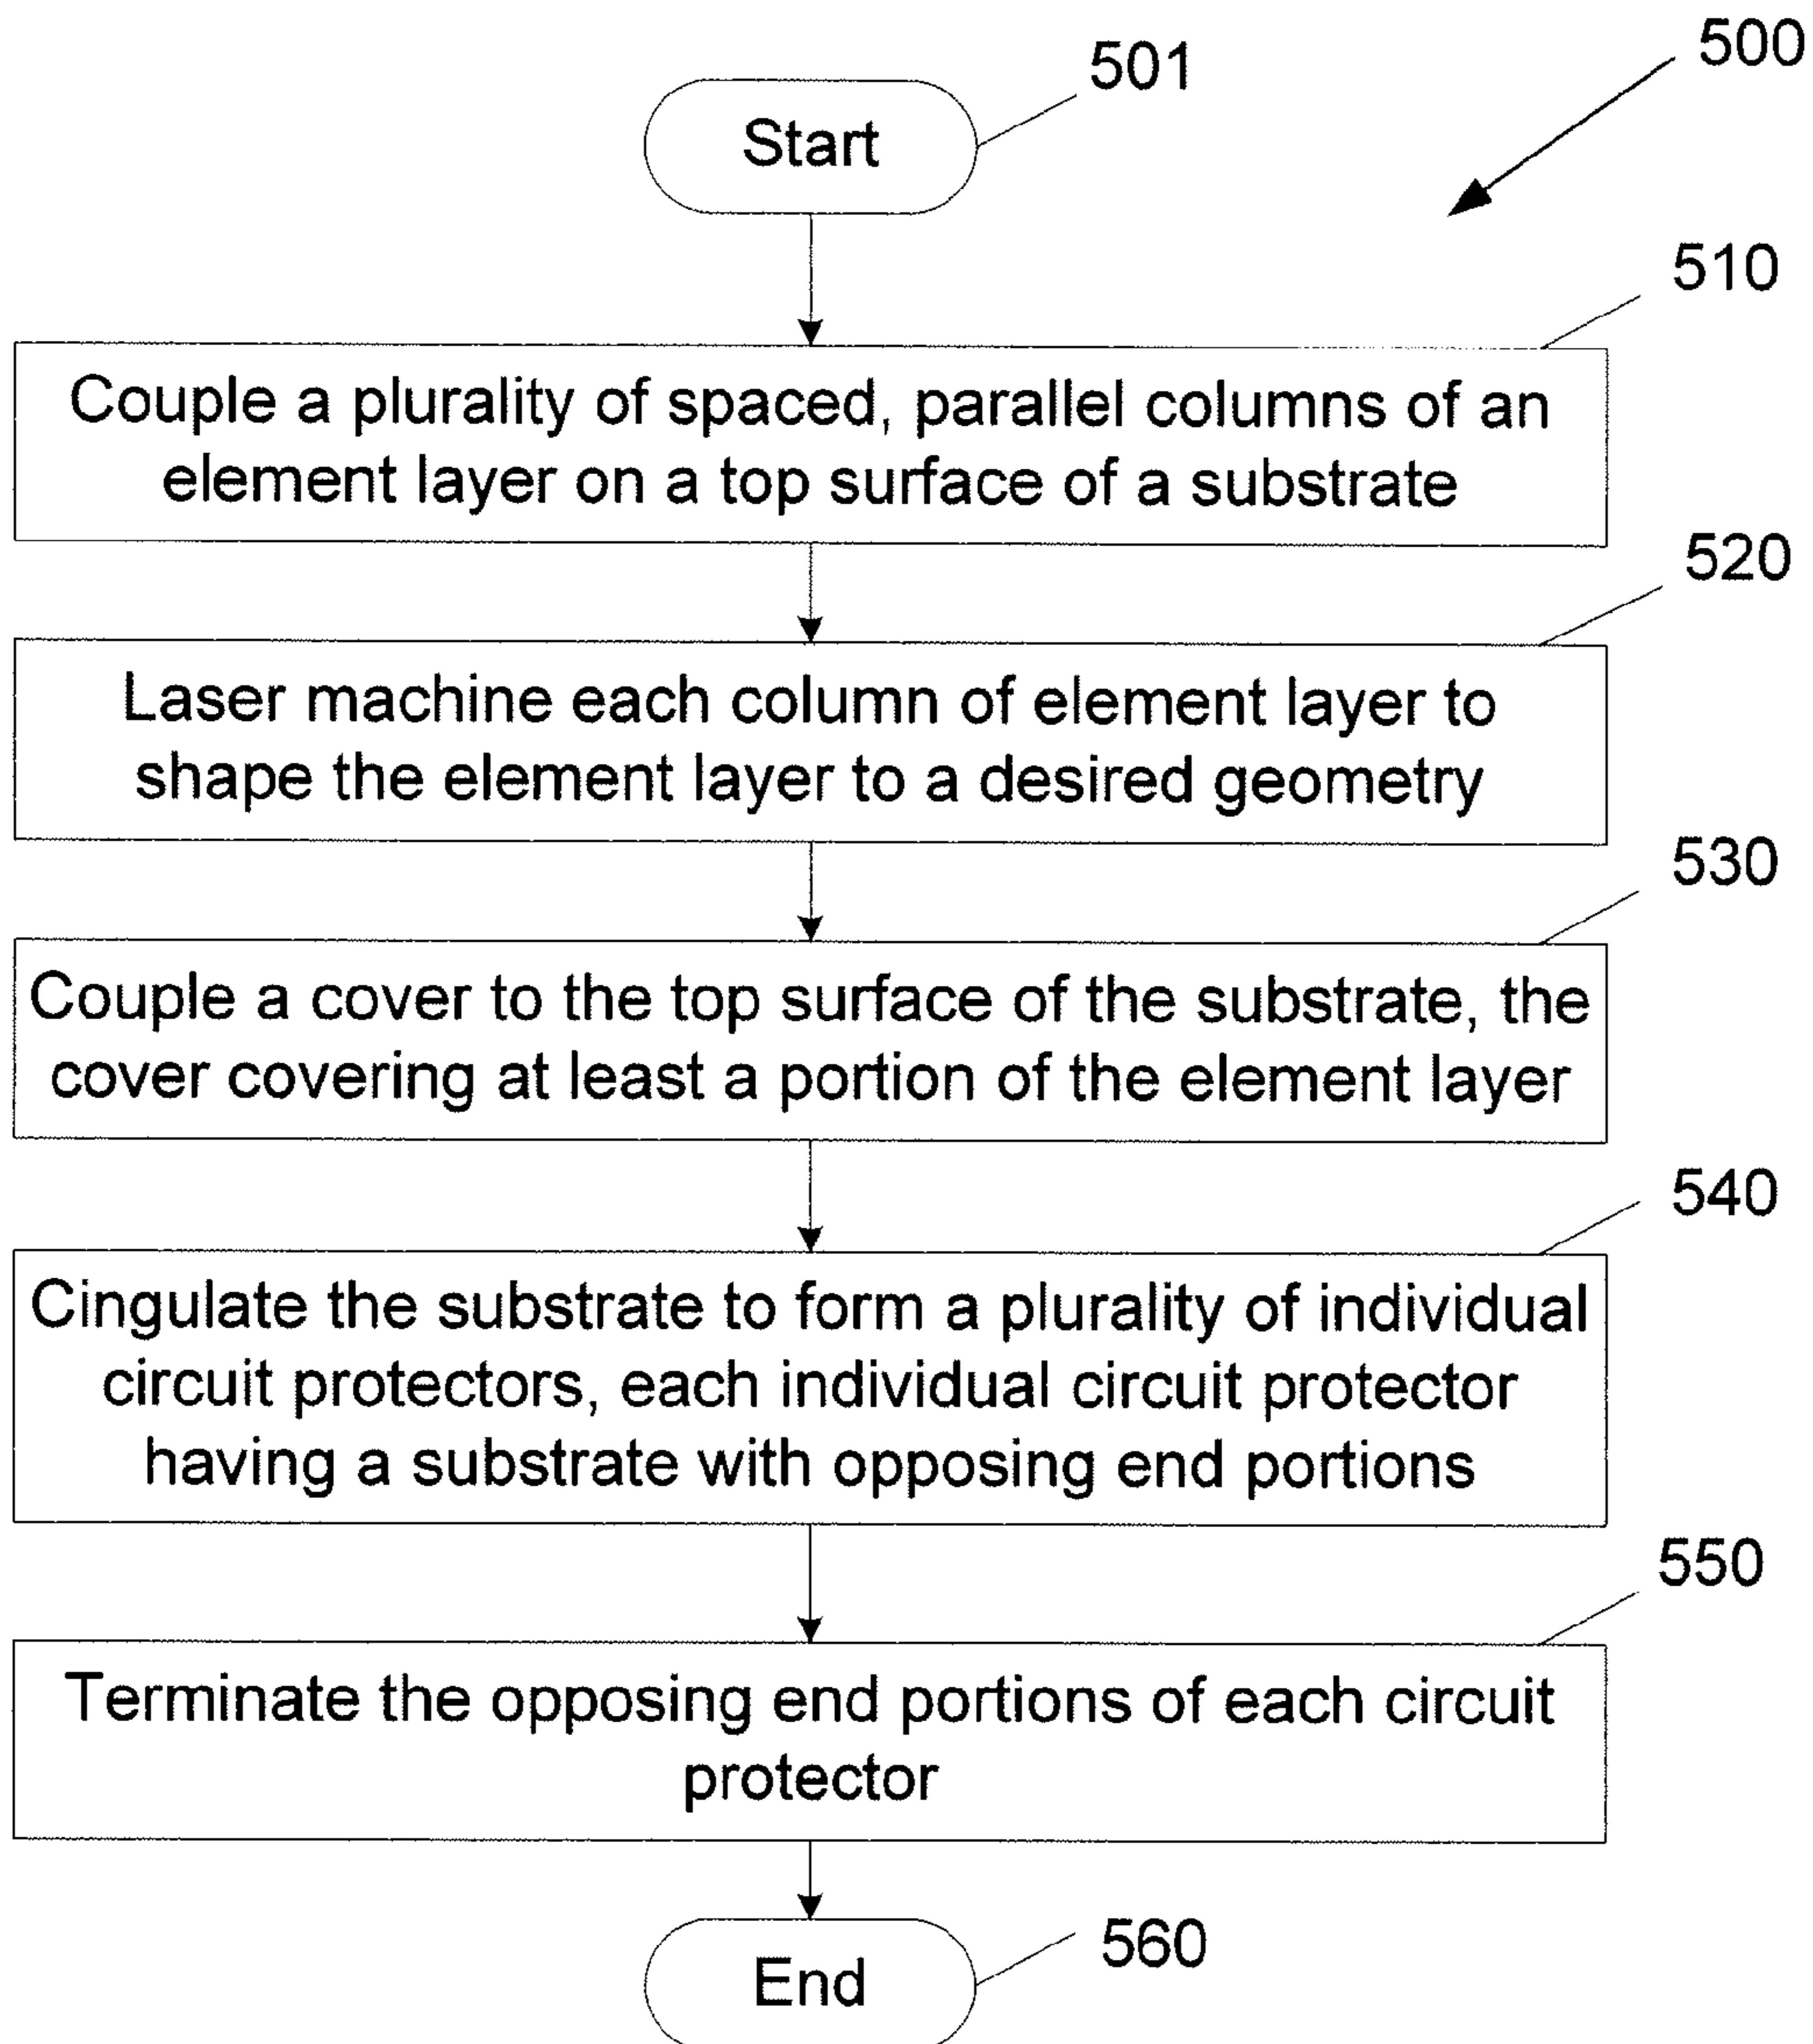 500
501
Start
510
Couple a plurality of spaced, parallel columns of an
element layer on a top surface of a substrate
520
Laser machine each column of element layer to
shape the element layer to a desired geometry
530
Couple a cover to the top surface of the substrate, the
cover covering at least a portion of the element layer
540
Cingulate the substrate to form a plurality of individual
circuit protectors, each individual circuit protector
having a substrate with opposing end portions
550
Terminate the opposing end portions of each circuit
protector
560
End